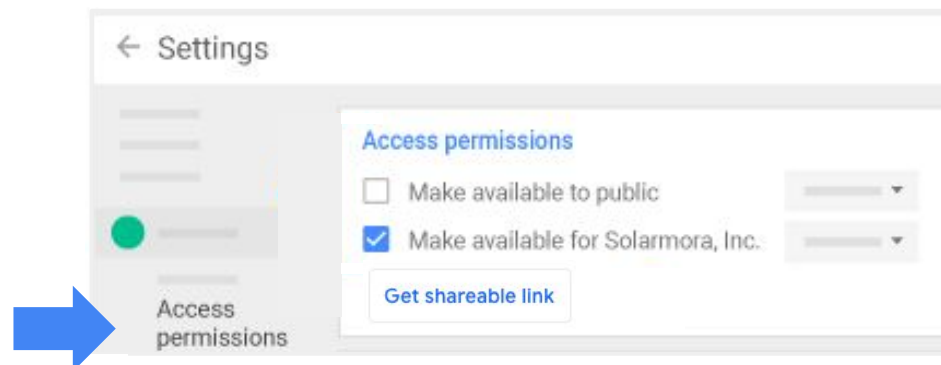 Settings
Access permissions
Make available to public
Make available for Solarmora, Inc.
Get shareable link
Access
permissions